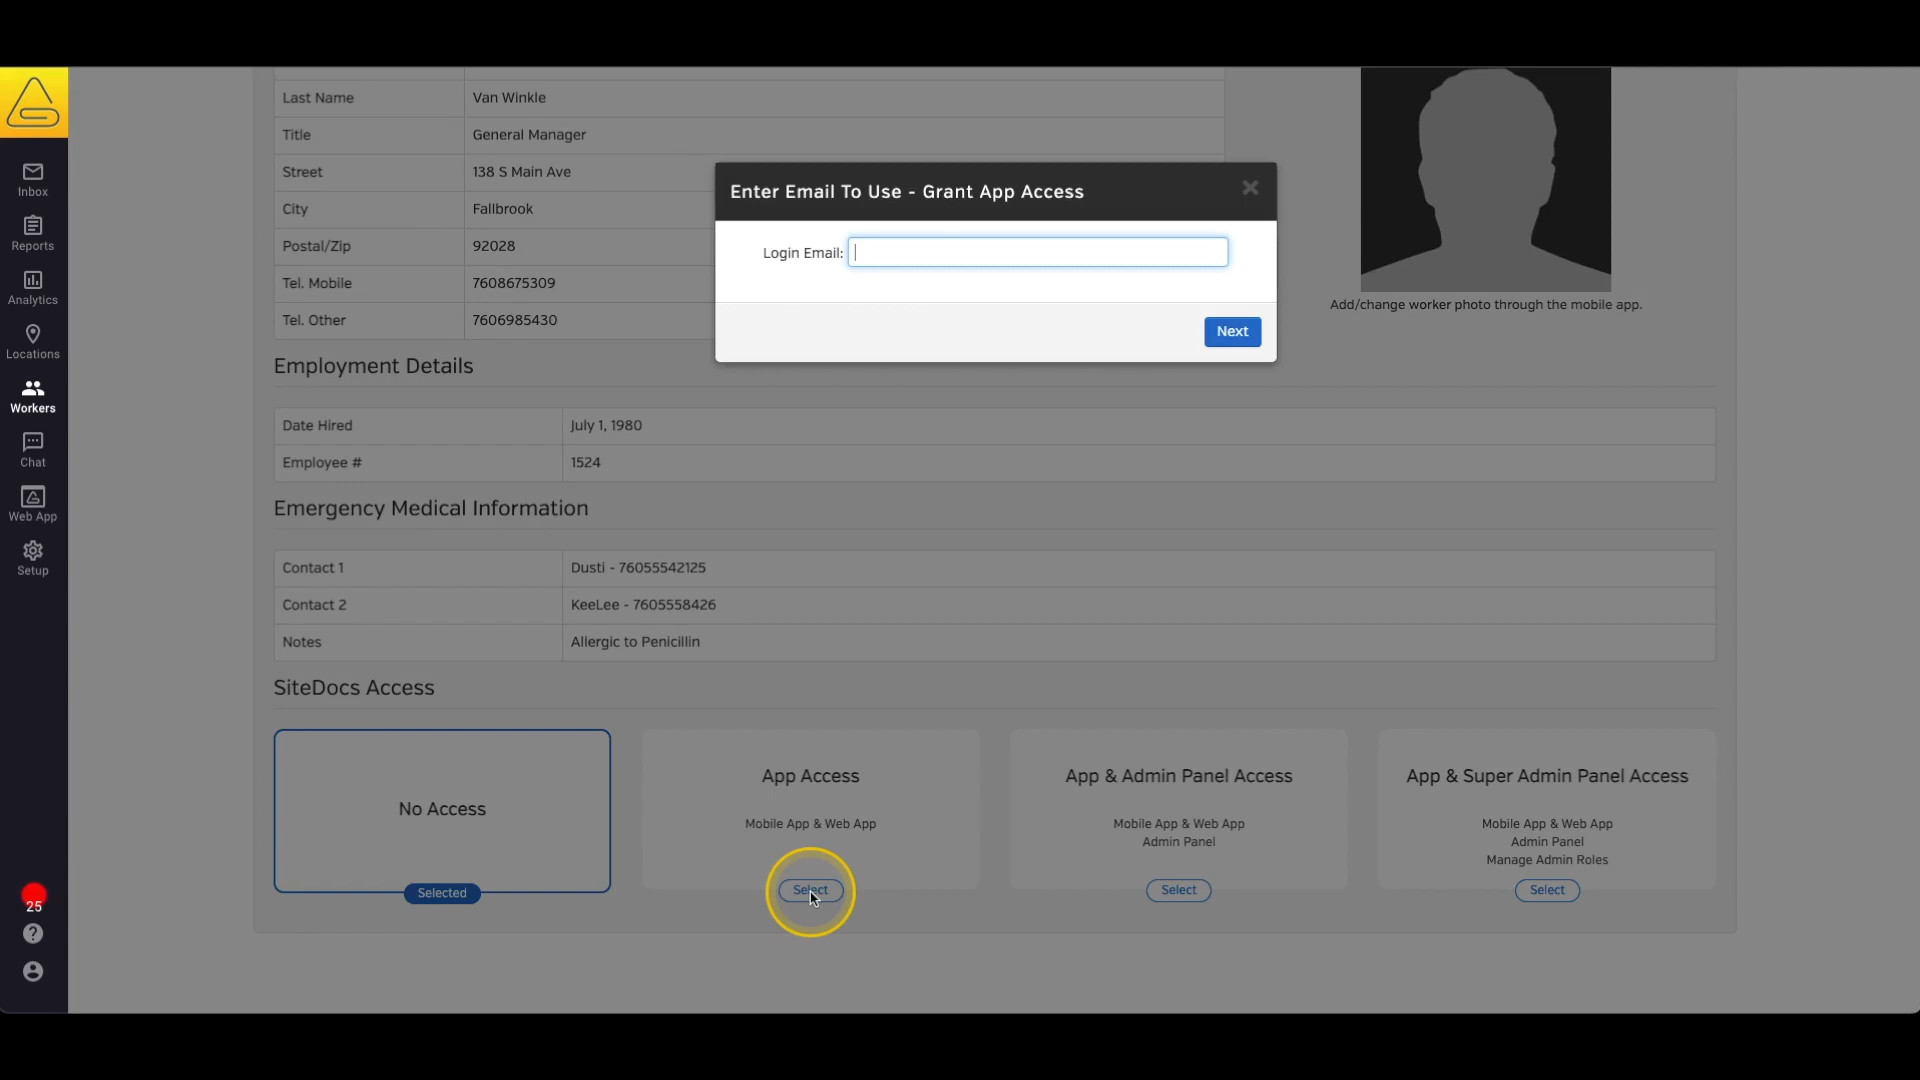 Last Name Van Winkle
Title General Manager
Street 138 S Main Ave
City Fallbrook
Postal/Zip 92028
Tel. Mobile 7608675309
Tel. Other 7606985430
Add/change worker photo through the mobile app.
Enter Email To Use - Grant App Access
Login Email:
Next
Inbox
Reports
Analytics
Locations
Workers
Chat
Web App
Setup
25
Employment Details
Date Hired July 1, 1980
Employee # 1524
Emergency Medical Information
Contact 1 Dusti - 76055542125
Contact 2 KeeLee - 7605558426
Notes Allergic to Penicillin
SiteDocs Access
No Access
Selected
App Access
Mobile App & Web App
Select
App & Admin Panel Access
Mobile App & Web App
Admin Panel
Select
App & Super Admin Panel Access
Mobile App & Web App
Admin Panel
Manage Admin Roles
Select